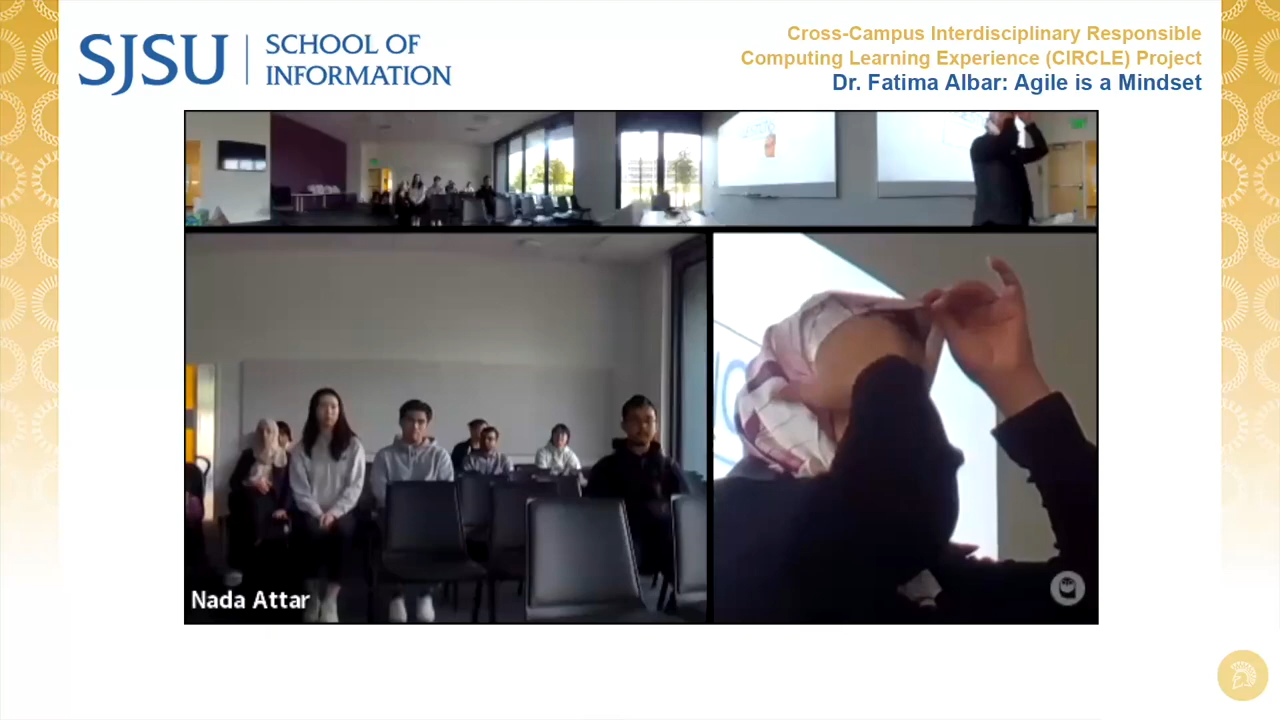 SJSU
SCHOOL OF
INFORMATION
Cross-Campus Interdisciplinary Responsible
Computing Learning Experience (CIRCLE) Project
Dr. Fatima Albar: Agile is a Mindset
Nada Attar